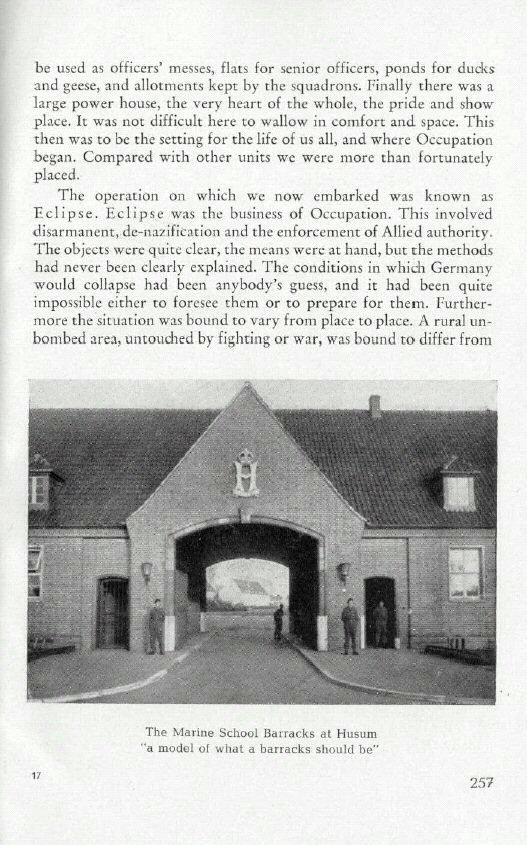 be used as officers' messes, flats for senior officers, ponds for ducks
and geese, and allotments kept by the squadrons. Finally there was a
large power house, the very heart of the whole, the pride and show
place. It was not difficult here to wallow in comfort and space. This
then was to be the setting for the life of us all, and where Occupation
began. Compared with other units we were more than fortunately
placed.
The operation on which we now embarked was known as
Eclipse. Eclipse was the business of Occupation. This involved
disarmament, de-nazification and the enforcement of Allied authority.
The objects were quite clear, the means were at hand, but the methods
had never been clearly explained. The conditions in which Germany
would collapse had been anybody's guess, and it had been quite
impossible either to foresee them or to prepare for them. Further-
more the situation was bound to vary from place to place. A rural un-
bombed area, untouched by fighting or war, was bound to differ from
H
The Marine School Barracks at Husum
"a model of what a barracks should be"
17
257